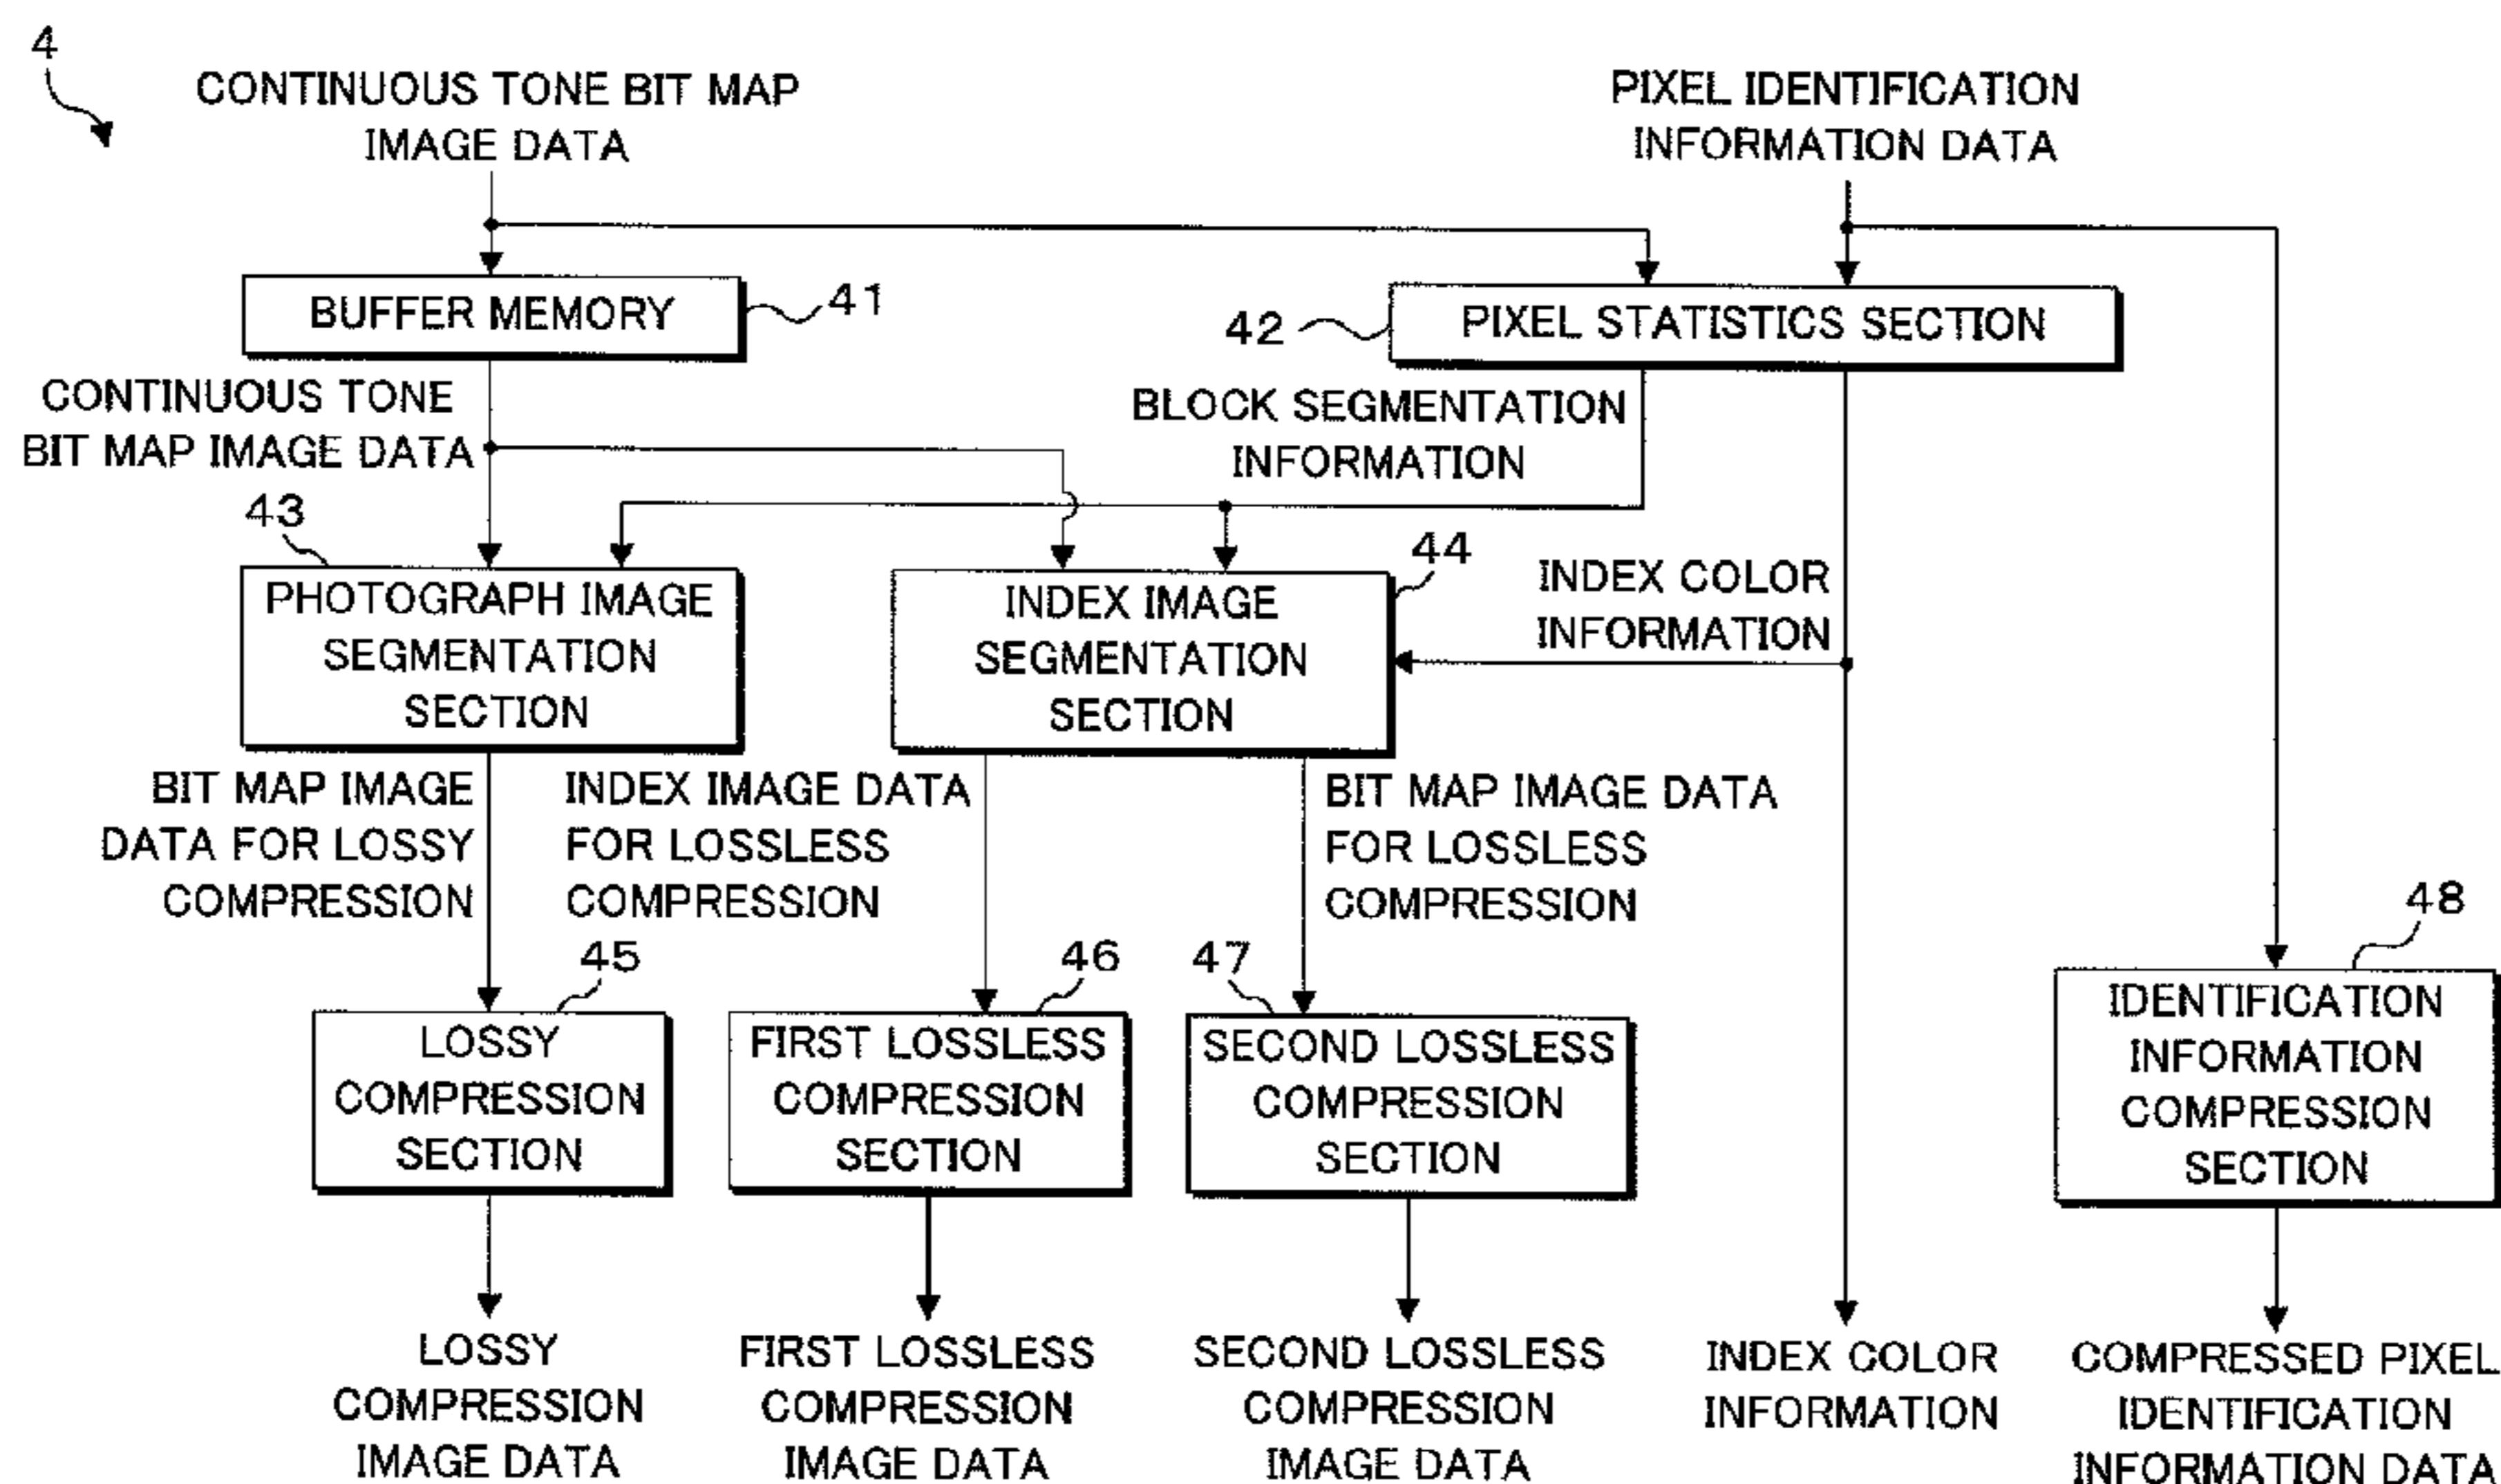 4
CONTINUOUS TONE BIT MAP
IMAGE DATA
PIXEL IDENTIFICATION
INFORMATION DATA
BUFFER MEMORY
41
42
PIXEL STATISTICS SECTION
CONTINUOUS TONE
BIT MAP IMAGE DATA
BLOCK SEGMENTATION
INFORMATION
43
PHOTOGRAPH IMAGE
SEGMENTATION
SECTION
44
INDEX IMAGE
SEGMENTATION
SECTION
INDEX COLOR
INFORMATION
BIT MAP IMAGE
DATA FOR LOSSY
COMPRESSION
INDEX IMAGE DATA
FOR LOSSLESS
COMPRESSION
BIT MAP IMAGE DATA
FOR LOSSLESS
COMPRESSION
45
LOSSY
COMPRESSION
SECTION
46
FIRST LOSSLESS
COMPRESSION
SECTION
47
SECOND LOSSLESS
COMPRESSION
SECTION
48
IDENTIFICATION
INFORMATION
COMPRESSION
SECTION
LOSSY
COMPRESSION
IMAGE DATA
FIRST LOSSLESS
COMPRESSION
IMAGE DATA
SECOND LOSSLESS
COMPRESSION
IMAGE DATA
INDEX COLOR
INFORMATION
COMPRESSED PIXEL
IDENTIFICATION
INFORMATION DATA